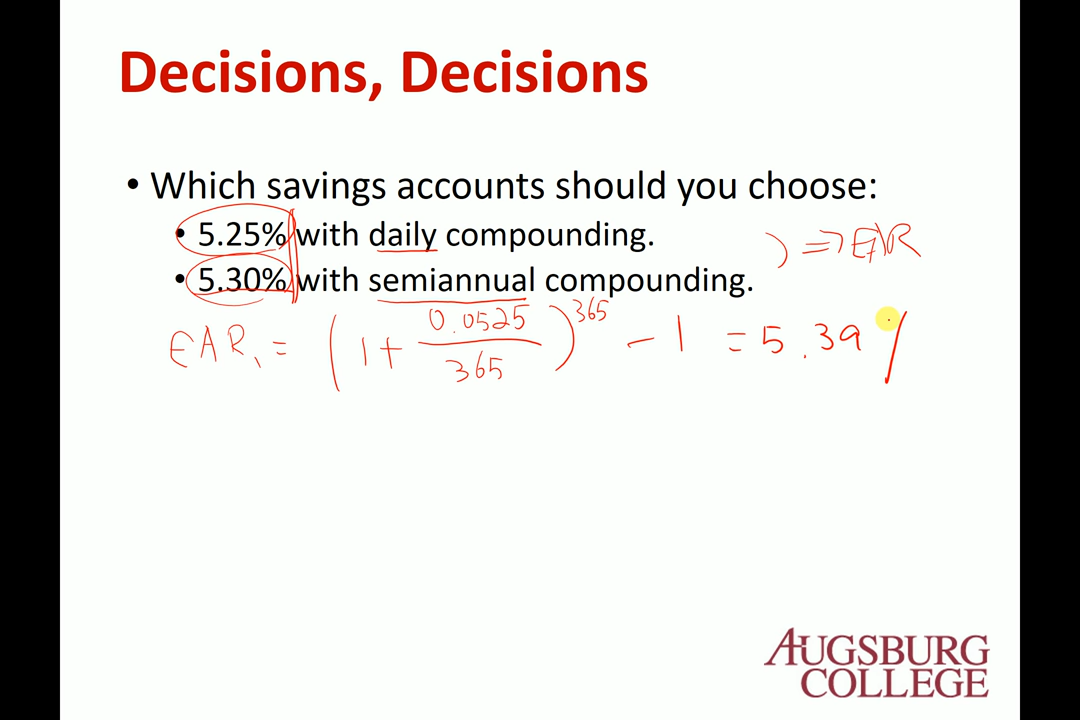 Decisions, Decisions
• Which savings accounts should you choose:
• 5.25% with daily compounding.
• 5.30% with semiannual compounding.
) => EAR
EAR₁ = (1 + 0.0525/365)^365 - 1 = 5.39%
AUGSBURG
COLLEGE